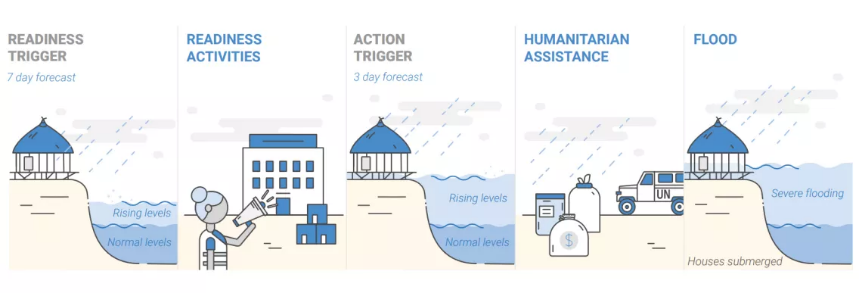 READINESS
TRIGGER
7 day forecast
Rising levels
Normal levels
READINESS
ACTIVITIES
ACTION
TRIGGER
3 day forecast
Rising levels
Normal levels
HUMANITARIAN
ASSISTANCE
$
UN
FLOOD
Severe flooding
Houses submerged